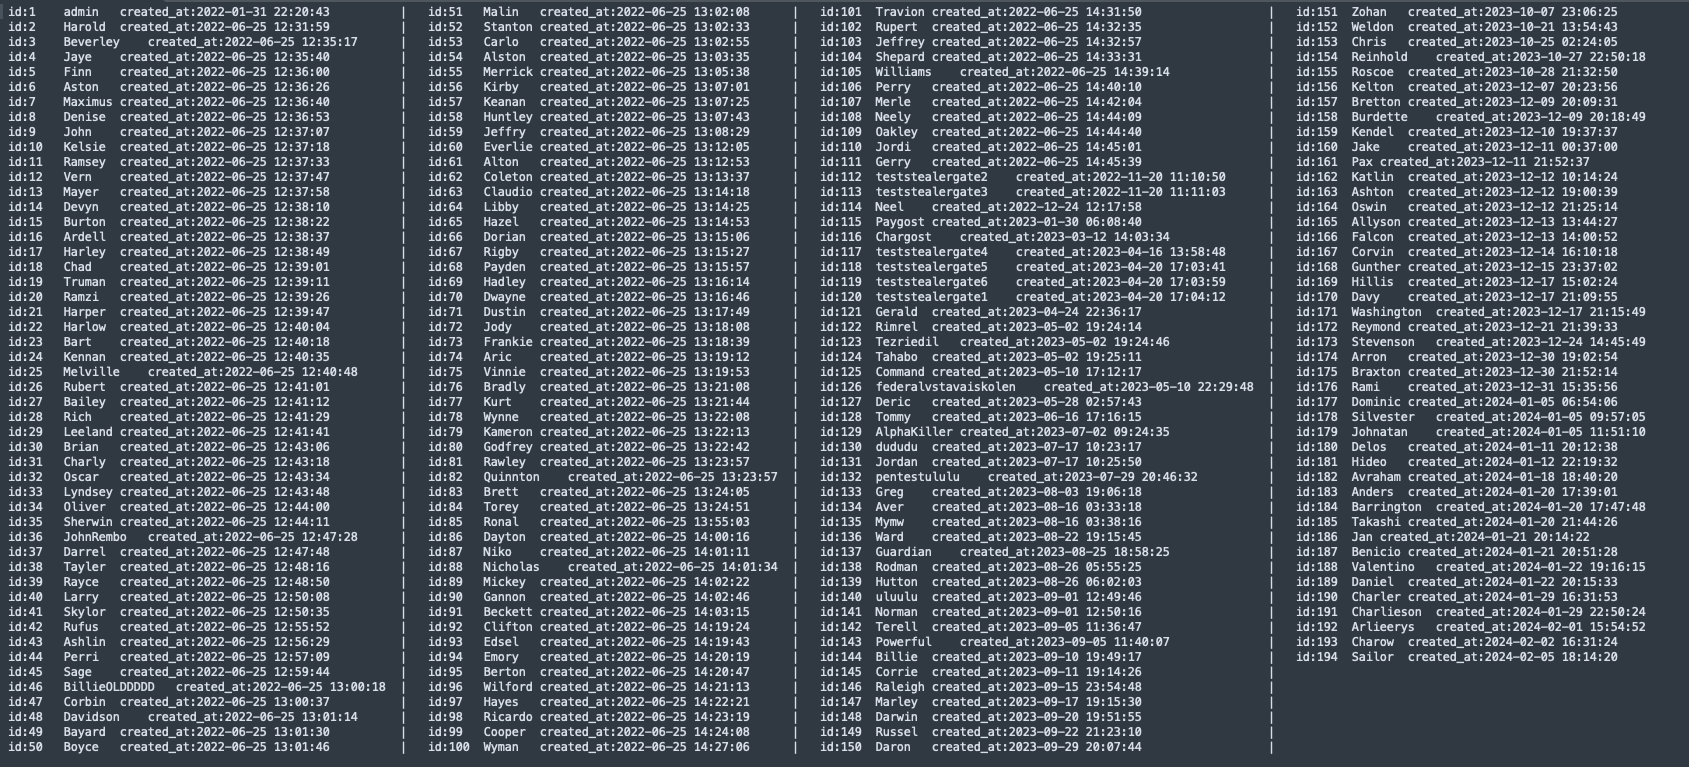 id:1 admin created_at:2022-01-31 22:20:43 | id:51 Malin created_at:2022-06-25 13:02:08 | id:101 Travion created_at:2022-06-25 14:31:50 | id:151 Zohan created_at:2023-10-07 23:06:25
id:2 Harold created_at:2022-06-25 12:31:59 | id:52 Stanton created_at:2022-06-25 13:02:33 | id:102 Rupert created_at:2022-06-25 14:32:35 | id:152 Weldon created_at:2023-10-21 13:54:43
id:3 Beverley created_at:2022-06-25 12:35:17 | id:53 Carlo created_at:2022-06-25 13:02:55 | id:103 Jeffrey created_at:2022-06-25 14:32:57 | id:153 Chris created_at:2023-10-25 02:24:05
id:4 Jaye created_at:2022-06-25 12:35:40 | id:54 Alston created_at:2022-06-25 13:03:35 | id:104 Shepard created_at:2022-06-25 14:33:31 | id:154 Reinhold created_at:2023-10-27 22:50:18
id:5 Finn created_at:2022-06-25 12:36:00 | id:55 Merrick created_at:2022-06-25 13:05:38 | id:105 Williams created_at:2022-06-25 14:39:14 | id:155 Roscoe created_at:2023-10-28 21:32:50
id:6 Aston created_at:2022-06-25 12:36:26 | id:56 Kirby created_at:2022-06-25 13:07:01 | id:106 Perry created_at:2022-06-25 14:40:10 | id:156 Kelton created_at:2023-12-07 20:23:56
id:7 Maximus created_at:2022-06-25 12:36:40 | id:57 Keanan created_at:2022-06-25 13:07:25 | id:107 Merle created_at:2022-06-25 14:42:04 | id:157 Bretton created_at:2023-12-09 20:09:31
id:8 Denise created_at:2022-06-25 12:36:53 | id:58 Huntley created_at:2022-06-25 13:07:43 | id:108 Neely created_at:2022-06-25 14:44:09 | id:158 Burdette created_at:2023-12-09 20:18:49
id:9 John created_at:2022-06-25 12:37:07 | id:59 Jeffry created_at:2022-06-25 13:08:29 | id:109 Oakley created_at:2022-06-25 14:44:40 | id:159 Kendel created_at:2023-12-10 19:37:37
id:10 Kelsie created_at:2022-06-25 12:37:18 | id:60 Everlie created_at:2022-06-25 13:12:05 | id:110 Jordi created_at:2022-06-25 14:45:01 | id:160 Jake created_at:2023-12-11 00:37:00
id:11 Ramsey created_at:2022-06-25 12:37:33 | id:61 Alton created_at:2022-06-25 13:12:53 | id:111 Gerry created_at:2022-06-25 14:45:39 | id:161 Pax created_at:2023-12-11 21:52:37
id:12 Vern created_at:2022-06-25 12:37:47 | id:62 Coleton created_at:2022-06-25 13:13:37 | id:112 teststealergate2 created_at:2022-11-20 11:10:50 | id:162 Katlin created_at:2023-12-12 10:14:24
id:13 Mayer created_at:2022-06-25 12:37:58 | id:63 Claudio created_at:2022-06-25 13:14:18 | id:113 teststealergate3 created_at:2022-11-20 11:11:03 | id:163 Ashton created_at:2023-12-12 19:00:39
id:14 Devyn created_at:2022-06-25 12:38:10 | id:64 Libby created_at:2022-06-25 13:14:25 | id:114 Neel created_at:2022-12-24 12:17:58 | id:164 Oswin created_at:2023-12-12 21:25:14
id:15 Burton created_at:2022-06-25 12:38:22 | id:65 Hazel created_at:2022-06-25 13:14:53 | id:115 Paygost created_at:2023-01-30 06:08:40 | id:165 Allyson created_at:2023-12-13 13:44:27
id:16 Ardell created_at:2022-06-25 12:38:37 | id:66 Dorian created_at:2022-06-25 13:15:06 | id:116 Chargost created_at:2023-03-12 14:03:34 | id:166 Falcon created_at:2023-12-13 14:00:52
id:17 Harley created_at:2022-06-25 12:38:49 | id:67 Rigby created_at:2022-06-25 13:15:27 | id:117 teststealergate4 created_at:2023-04-16 13:58:48 | id:167 Corvin created_at:2023-12-14 16:10:18
id:18 Chad created_at:2022-06-25 12:39:01 | id:68 Payden created_at:2022-06-25 13:15:57 | id:118 teststealergate5 created_at:2023-04-20 17:03:41 | id:168 Gunther created_at:2023-12-15 23:37:02
id:19 Truman created_at:2022-06-25 12:39:11 | id:69 Hadley created_at:2022-06-25 13:16:14 | id:119 teststealergate6 created_at:2023-04-20 17:03:59 | id:169 Hillis created_at:2023-12-17 15:02:24
id:20 Ramzi created_at:2022-06-25 12:39:26 | id:70 Dwayne created_at:2022-06-25 13:16:46 | id:120 teststealergate1 created_at:2023-04-20 17:04:12 | id:170 Davy created_at:2023-12-17 21:09:55
id:21 Harper created_at:2022-06-25 12:39:47 | id:71 Dustin created_at:2022-06-25 13:17:49 | id:121 Gerald created_at:2023-04-24 22:36:17 | id:171 Washington created_at:2023-12-17 21:15:49
id:22 Harlow created_at:2022-06-25 12:40:04 | id:72 Jody created_at:2022-06-25 13:18:08 | id:122 Rimrel created_at:2023-05-02 19:24:14 | id:172 Reymond created_at:2023-12-21 21:39:33
id:23 Bart created_at:2022-06-25 12:40:18 | id:73 Frankie created_at:2022-06-25 13:18:39 | id:123 Tezriedil created_at:2023-05-02 19:24:46 | id:173 Stevenson created_at:2023-12-24 14:45:49
id:24 Kennan created_at:2022-06-25 12:40:35 | id:74 Aric created_at:2022-06-25 13:19:12 | id:124 Tahabo created_at:2023-05-02 19:25:11 | id:174 Arron created_at:2023-12-30 19:02:54
id:25 Melville created_at:2022-06-25 12:40:48 | id:75 Vinnie created_at:2022-06-25 13:19:53 | id:125 Command created_at:2023-05-10 17:12:17 | id:175 Braxton created_at:2023-12-30 21:52:14
id:26 Rubert created_at:2022-06-25 12:41:01 | id:76 Bradly created_at:2022-06-25 13:21:08 | id:126 federalvstavaiskolen created_at:2023-05-10 22:29:48 | id:176 Rami created_at:2023-12-31 15:35:56
id:27 Bailey created_at:2022-06-25 12:41:12 | id:77 Kurt created_at:2022-06-25 13:21:44 | id:127 Deric created_at:2023-05-28 02:57:43 | id:177 Dominic created_at:2024-01-05 06:54:06
id:28 Rich created_at:2022-06-25 12:41:29 | id:78 Wynne created_at:2022-06-25 13:22:08 | id:128 Tommy created_at:2023-06-16 17:16:15 | id:178 Silvester created_at:2024-01-05 09:57:05
id:29 Leeland created_at:2022-06-25 12:41:41 | id:79 Kameron created_at:2022-06-25 13:22:13 | id:129 AlphaKiller created_at:2023-07-02 09:24:35 | id:179 Johnatan created_at:2024-01-05 11:51:10
id:30 Brian created_at:2022-06-25 12:43:06 | id:80 Godfrey created_at:2022-06-25 13:22:42 | id:130 dududu created_at:2023-07-17 10:23:17 | id:180 Delos created_at:2024-01-11 20:12:38
id:31 Charly created_at:2022-06-25 12:43:18 | id:81 Rawley created_at:2022-06-25 13:23:57 | id:131 Jordan created_at:2023-07-17 10:25:50 | id:181 Hideo created_at:2024-01-12 22:19:32
id:32 Oscar created_at:2022-06-25 12:43:34 | id:82 Quinnton created_at:2022-06-25 13:23:57 | id:132 pentestululu created_at:2023-07-29 20:46:32 | id:182 Avraham created_at:2024-01-18 18:40:20
id:33 Lyndsey created_at:2022-06-25 12:43:48 | id:83 Brett created_at:2022-06-25 13:24:05 | id:133 Greg created_at:2023-08-03 19:06:18 | id:183 Anders created_at:2024-01-20 17:39:01
id:34 Oliver created_at:2022-06-25 12:44:00 | id:84 Torey created_at:2022-06-25 13:24:51 | id:134 Aver created_at:2023-08-16 03:33:18 | id:184 Barrington created_at:2024-01-20 17:47:48
id:35 Sherwin created_at:2022-06-25 12:44:11 | id:85 Ronal created_at:2022-06-25 13:55:03 | id:135 Mymw created_at:2023-08-16 03:38:16 | id:185 Takashi created_at:2024-01-20 21:44:26
id:36 JohnRembo created_at:2022-06-25 12:47:28 | id:86 Dayton created_at:2022-06-25 14:00:16 | id:136 Ward created_at:2023-08-22 19:15:45 | id:186 Jan created_at:2024-01-21 20:14:22
id:37 Darrel created_at:2022-06-25 12:47:48 | id:87 Niko created_at:2022-06-25 14:01:11 | id:137 Guardian created_at:2023-08-25 18:58:25 | id:187 Benicio created_at:2024-01-21 20:51:28
id:38 Tayler created_at:2022-06-25 12:48:16 | id:88 Nicholas created_at:2022-06-25 14:01:34 | id:138 Rodman created_at:2023-08-26 05:55:25 | id:188 Valentino created_at:2024-01-22 19:16:15
id:39 Rayce created_at:2022-06-25 12:48:50 | id:89 Mickey created_at:2022-06-25 14:02:22 | id:139 Hutton created_at:2023-08-26 06:02:03 | id:189 Daniel created_at:2024-01-22 20:15:33
id:40 Larry created_at:2022-06-25 12:50:08 | id:90 Gannon created_at:2022-06-25 14:02:46 | id:140 uluulu created_at:2023-09-01 12:49:46 | id:190 Charler created_at:2024-01-29 16:31:53
id:41 Skylor created_at:2022-06-25 12:50:35 | id:91 Beckett created_at:2022-06-25 14:03:15 | id:141 Norman created_at:2023-09-01 12:50:16 | id:191 Charlieson created_at:2024-01-29 22:50:24
id:42 Rufus created_at:2022-06-25 12:55:52 | id:92 Clifton created_at:2022-06-25 14:19:24 | id:142 Terell created_at:2023-09-05 11:36:47 | id:192 Arlieerys created_at:2024-02-01 15:54:52
id:43 Ashlin created_at:2022-06-25 12:56:29 | id:93 Edsel created_at:2022-06-25 14:19:43 | id:143 Powerful created_at:2023-09-05 11:40:07 | id:193 Charow created_at:2024-02-02 16:31:24
id:44 Perri created_at:2022-06-25 12:57:09 | id:94 Emory created_at:2022-06-25 14:20:19 | id:144 Billie created_at:2023-09-10 19:49:17 | id:194 Sailor created_at:2024-02-05 18:14:20
id:45 Sage created_at:2022-06-25 12:59:44 | id:95 Berton created_at:2022-06-25 14:20:47 | id:145 Corrie created_at:2023-09-11 19:14:26 |
id:46 BillieOLDDDDD created_at:2022-06-25 13:00:18 | id:96 Wilford created_at:2022-06-25 14:21:13 | id:146 Raleigh created_at:2023-09-15 23:54:48 |
id:47 Corbin created_at:2022-06-25 13:00:37 | id:97 Hayes created_at:2022-06-25 14:22:21 | id:147 Marley created_at:2023-09-17 19:15:30 |
id:48 Davidson created_at:2022-06-25 13:01:14 | id:98 Ricardo created_at:2022-06-25 14:23:19 | id:148 Darwin created_at:2023-09-20 19:51:55 |
id:49 Bayard created_at:2022-06-25 13:01:30 | id:99 Cooper created_at:2022-06-25 14:24:08 | id:149 Russel created_at:2023-09-22 21:23:10 |
id:50 Boyce created_at:2022-06-25 13:01:46 | id:100 Wyman created_at:2022-06-25 14:27:06 | id:150 Daron created_at:2023-09-29 20:07:44 |